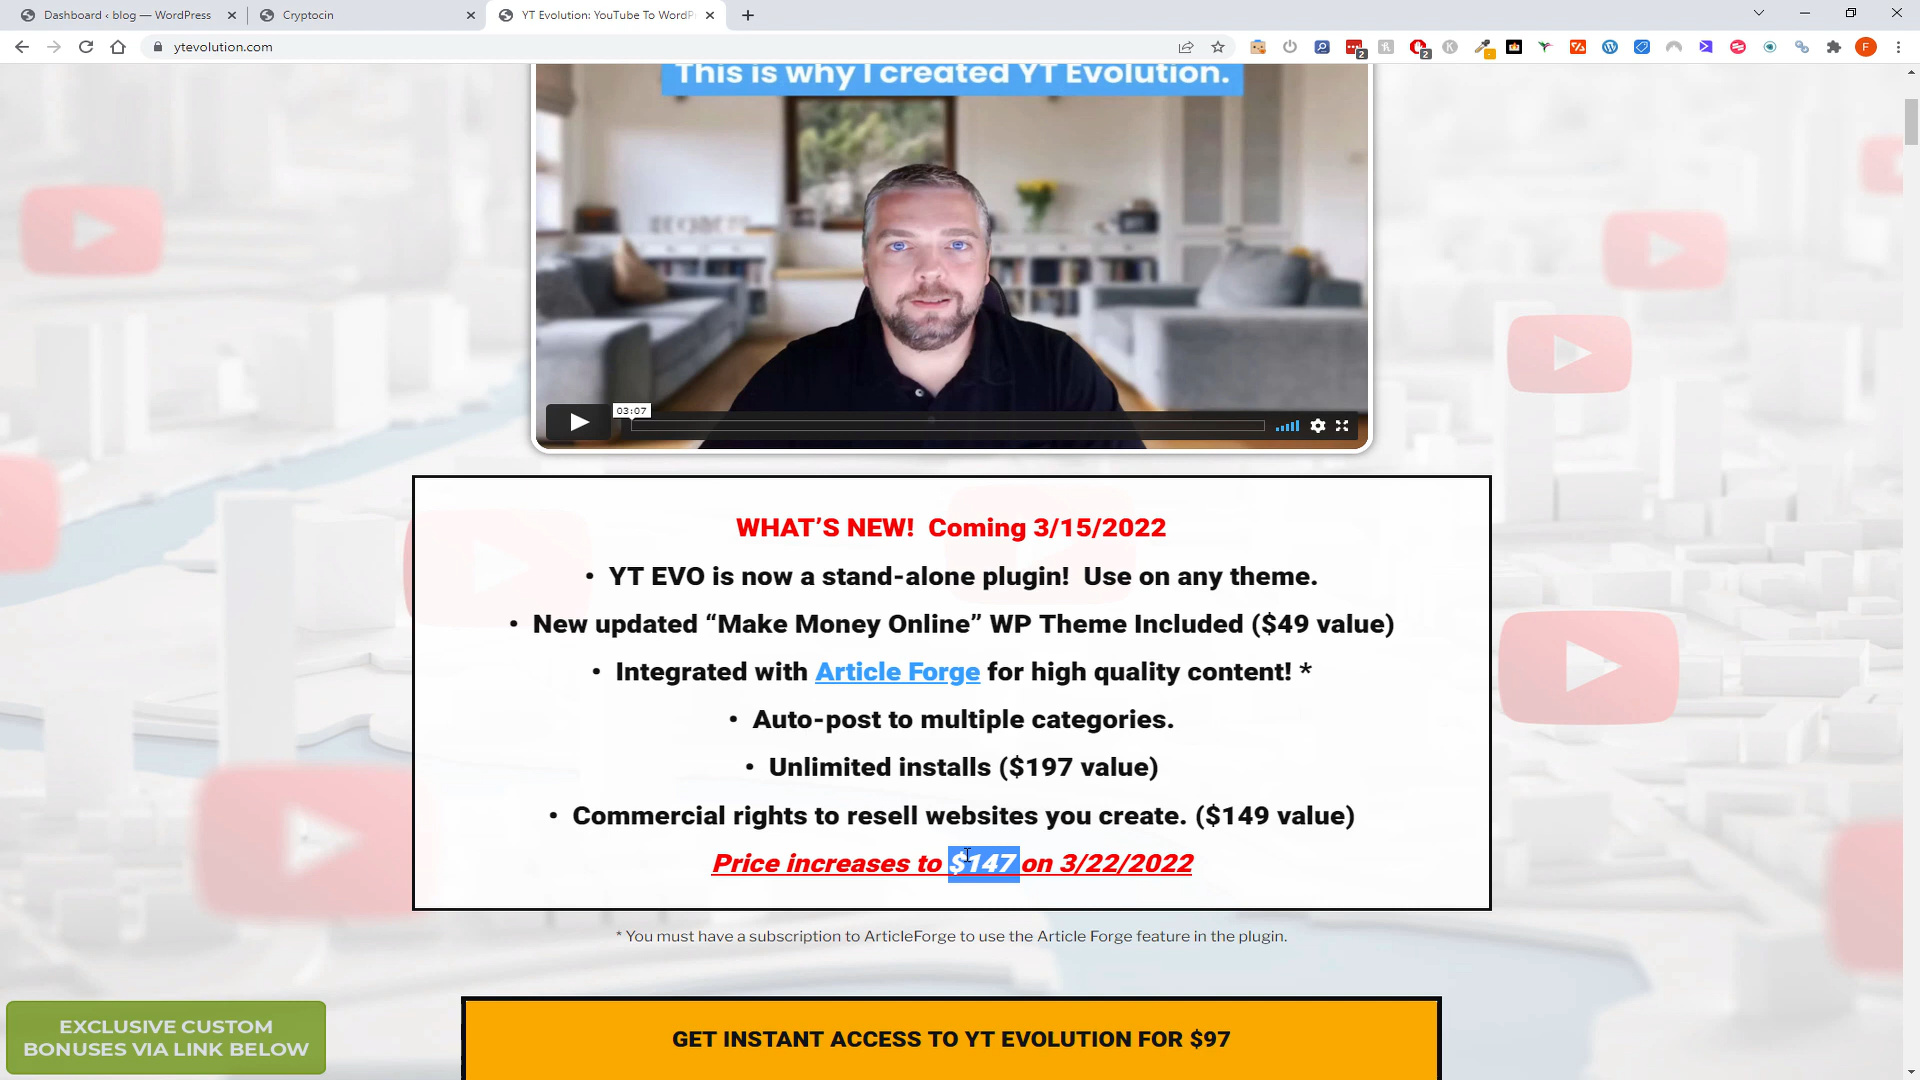 Dashboard ‹ blog — WordPress
Cryptocin
YT Evolution: YouTube To WordP
ytevolution.com
2
2
F
This is why I created YT Evolution.
03:07
WHAT’S NEW!  Coming 3/15/2022
• YT EVO is now a stand-alone plugin!  Use on any theme.
• New updated “Make Money Online” WP Theme Included ($49 value)
• Integrated with Article Forge for high quality content! *
• Auto-post to multiple categories.
• Unlimited installs ($197 value)
• Commercial rights to resell websites you create. ($149 value)
Price increases to $147 on 3/22/2022
* You must have a subscription to ArticleForge to use the Article Forge feature in the plugin.
EXCLUSIVE CUSTOM
BONUSES VIA LINK BELOW
GET INSTANT ACCESS TO YT EVOLUTION FOR $97